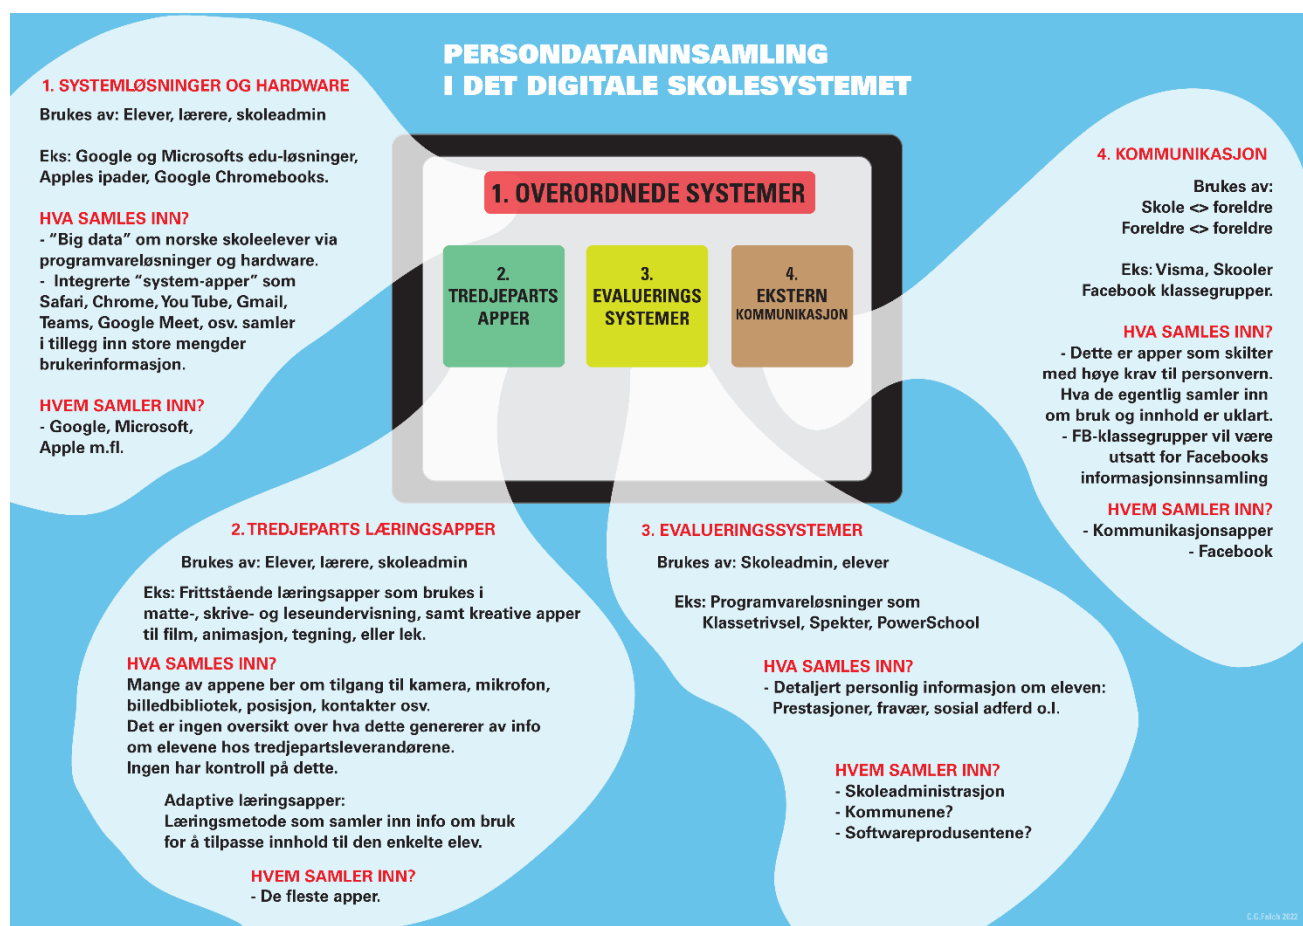 PERSONDATAINNSAMLING
I DET DIGITALE SKOLESYSTEMET
1. SYSTEMLØSNINGER OG HARDWARE
Brukes av: Elever, lærere, skoleadmin
Eks: Google og Microsofts edu-løsninger,
Apples ipader, Google Chromebooks.
HVA SAMLES INN?
- “Big data” om norske skoleelever via
programvareløsninger og hardware.
- Integrerte “system-apper” som
Safari, Chrome, You Tube, Gmail,
Teams, Google Meet, osv. samler
i tillegg inn store mengder
brukerinformasjon.
HVEM SAMLER INN?
- Google, Microsoft,
Apple m.fl.
1. OVERORDNEDE SYSTEMER
2.
TREDJEPARTS
APPER
3.
EVALUERINGS
SYSTEMER
4.
EKSTERN
KOMMUNIKASJON
2. TREDJEPARTS LÆRINGSAPPER
Brukes av: Elever, lærere, skoleadmin
Eks: Frittstående læringsapper som brukes i
matte-, skrive- og leseundervisning, samt kreative apper
til film, animasjon, tegning, eller lek.
HVA SAMLES INN?
Mange av appene ber om tilgang til kamera, mikrofon,
billedbibliotek, posisjon, kontakter osv.
Det er ingen oversikt over hva dette genererer av info
om elevene hos tredjepartsleverandørene.
Ingen har kontroll på dette.
Adaptive læringsapper:
Læringsmetode som samler inn info om bruk
for å tilpasse innhold til den enkelte elev.
HVEM SAMLER INN?
- De fleste apper.
3. EVALUERINGSSYSTEMER
Brukes av: Skoleadmin, elever
Eks: Programvareløsninger som
Klassetrivsel, Spekter, PowerSchool
HVA SAMLES INN?
- Detaljert personlig informasjon om eleven:
Prestasjoner, fravær, sosial adferd o.l.
HVEM SAMLER INN?
- Skoleadministrasjon
- Kommunene?
- Softwareprodusentene?
4. KOMMUNIKASJON
Brukes av:
Skole <> foreldre
Foreldre <> foreldre
Eks: Visma, Skooler
Facebook klassegrupper.
HVA SAMLES INN?
- Dette er apper som skilter
med høye krav til personvern.
Hva de egentlig samler inn
om bruk og innhold er uklart.
- FB-klassegrupper vil være
utsatt for Facebooks
informasjonsinnsamling
HVEM SAMLER INN?
- Kommunikasjonsapper
- Facebook
2022